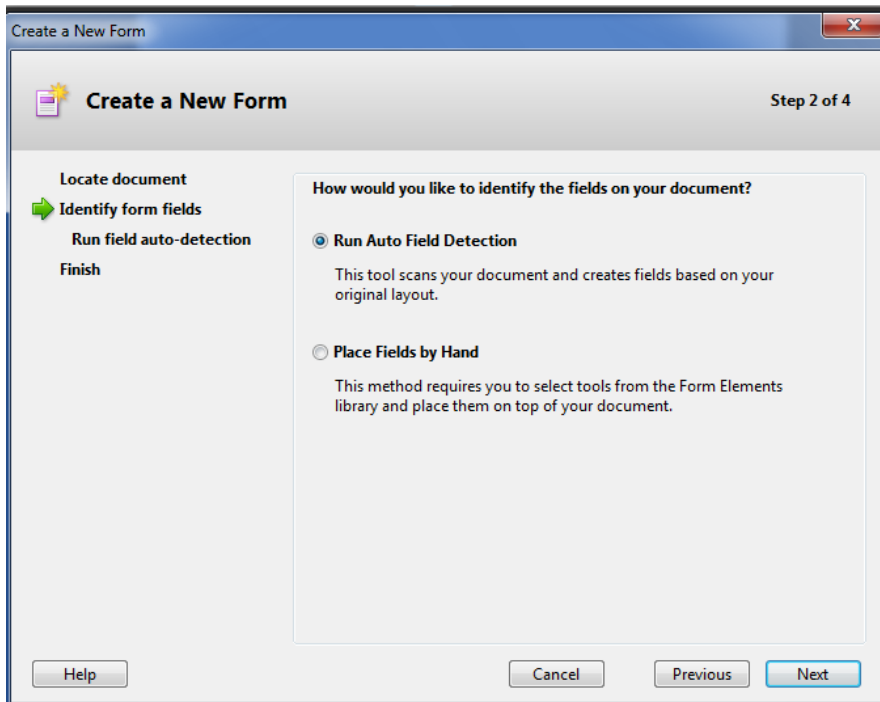 Create a New Form
Create a New Form
Step 2 of 4
Locate document
Identify form fields
Run field auto-detection
Finish
How would you like to identify the fields on your document?
Run Auto Field Detection
This tool scans your document and creates fields based on your
original layout.
Place Fields by Hand
This method requires you to select tools from the Form Elements
library and place them on top of your document.
Help
Cancel
Previous
Next